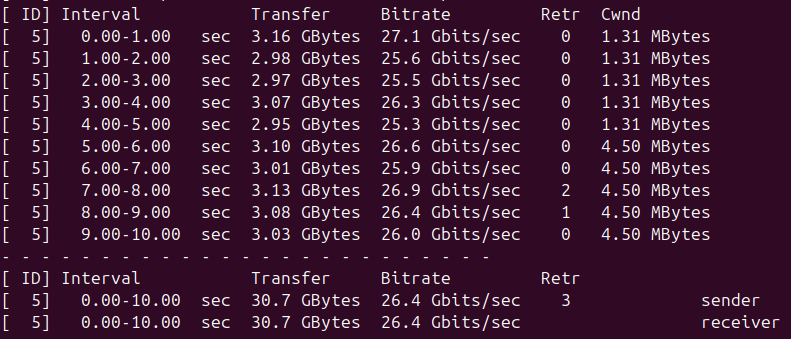 [ ID] Interval           Transfer     Bitrate         Retr  Cwnd
[  5]   0.00-1.00   sec  3.16 GBytes  27.1 Gbits/sec    0   1.31 MBytes
[  5]   1.00-2.00   sec  2.98 GBytes  25.6 Gbits/sec    0   1.31 MBytes
[  5]   2.00-3.00   sec  2.97 GBytes  25.5 Gbits/sec    0   1.31 MBytes
[  5]   3.00-4.00   sec  3.07 GBytes  26.3 Gbits/sec    0   1.31 MBytes
[  5]   4.00-5.00   sec  2.95 GBytes  25.3 Gbits/sec    0   1.31 MBytes
[  5]   5.00-6.00   sec  3.10 GBytes  26.6 Gbits/sec    0   4.50 MBytes
[  5]   6.00-7.00   sec  3.01 GBytes  25.9 Gbits/sec    0   4.50 MBytes
[  5]   7.00-8.00   sec  3.13 GBytes  26.9 Gbits/sec    2   4.50 MBytes
[  5]   8.00-9.00   sec  3.08 GBytes  26.4 Gbits/sec    1   4.50 MBytes
[  5]   9.00-10.00  sec  3.03 GBytes  26.0 Gbits/sec    0   4.50 MBytes
- - - - - - - - - - - - - - - - - - - - - - - - -
[ ID] Interval           Transfer     Bitrate         Retr
[  5]   0.00-10.00  sec  30.7 GBytes  26.4 Gbits/sec    3             sender
[  5]   0.00-10.00  sec  30.7 GBytes  26.4 Gbits/sec                  receiver